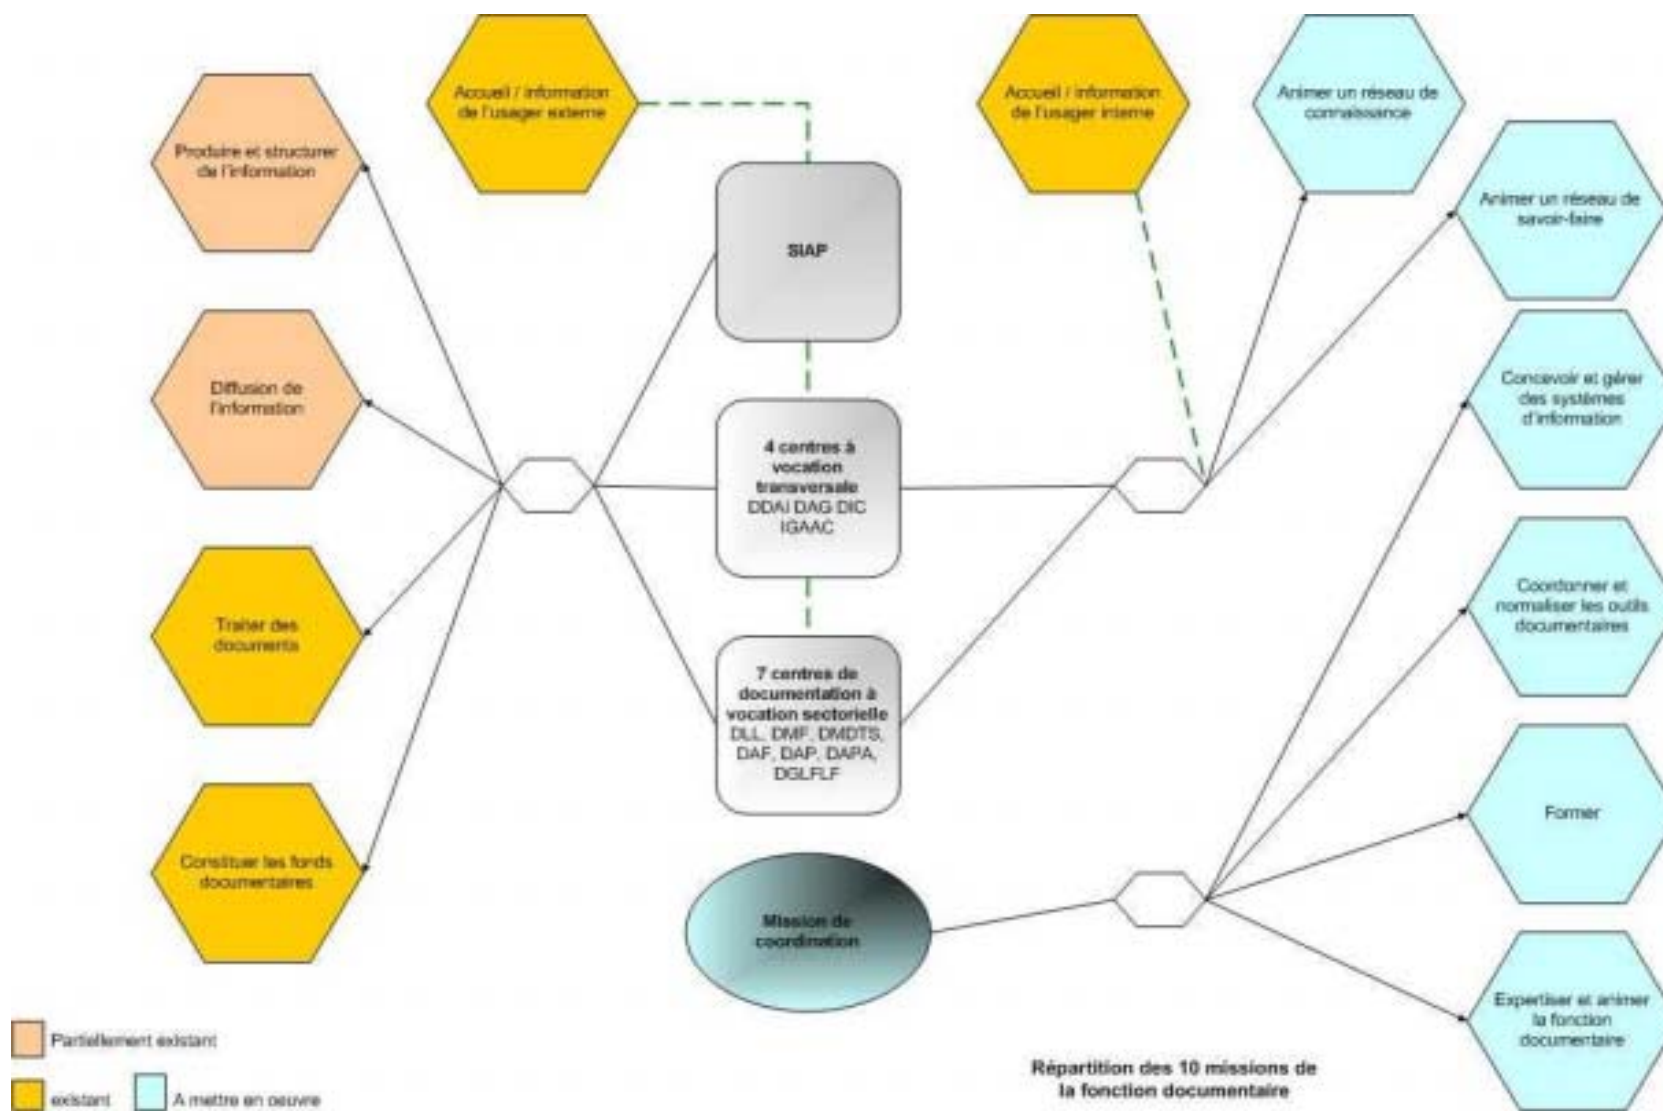 Accueil / information
de l'usager externe
Accueil / information
de l'usager interne
Animer un réseau de
connaissance
Produire et structurer
de l'information
Animer un réseau de
savoir-faire
SIAP
Diffusion de
l'information
4 centres à
vocation
transversale
DDAI DAG DIC
IGAAC
Concevoir et gérer
des systèmes
d'information
Traiter des
documents
7 centres de
documentation à
vocation sectorielle
DLL, DMF, DMDTS,
DAF, DAP, DAPA,
DGLFLF
Coordonner et
normaliser les outils
documentaires
Former
Constituer les fonds
documentaires
Mission de
coordination
Expertiser et animer
la fonction
documentaire
Partiellement existant
existant
A mettre en oeuvre
Répartition des 10 missions de
la fonction documentaire